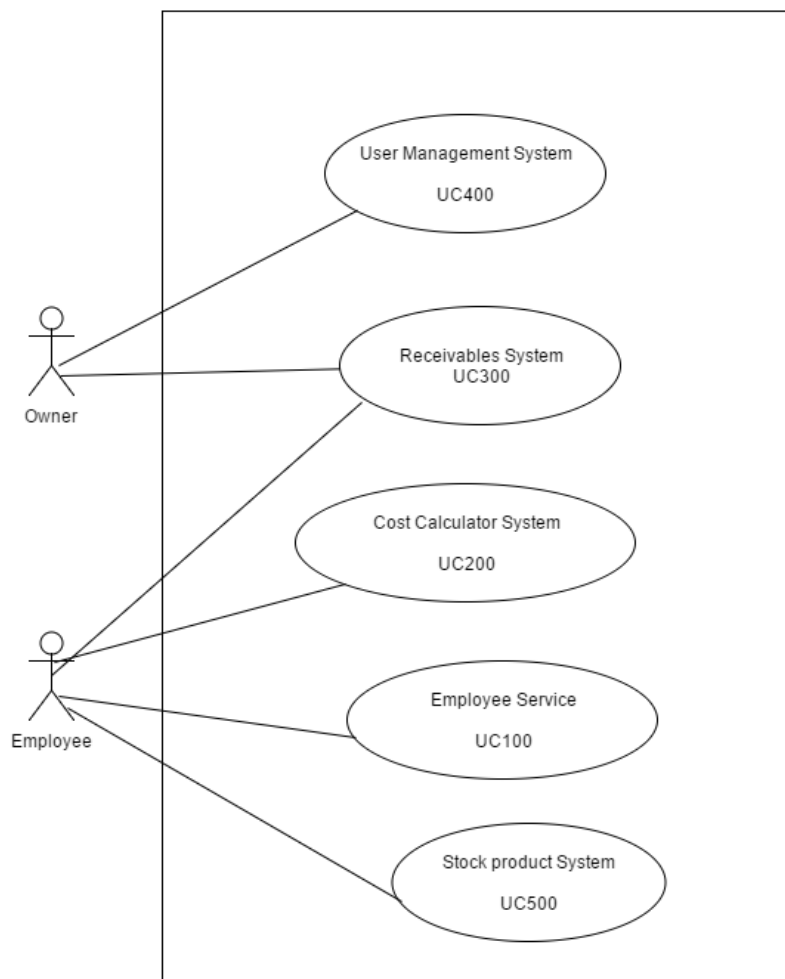 User Management System
UC400
Receivables System
UC300
Owner
Cost Calculator System
UC200
Employee Service
UC100
Employee
Stock product System
UC500